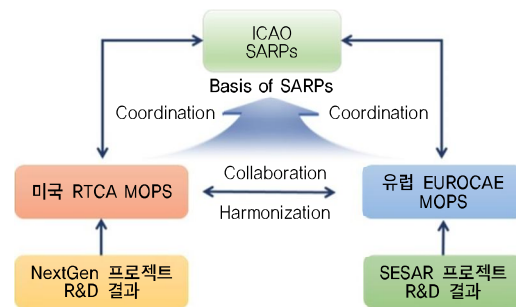 ICAO
SARPs
Basis of SARPs
Coordination
Coordination
미국 RTCA MOPS
Collaboration
Harmonization
유럽 EUROCAE
MOPS
NextGen 프로젝트
R&D 결과
SESAR 프로젝트
R&D 결과